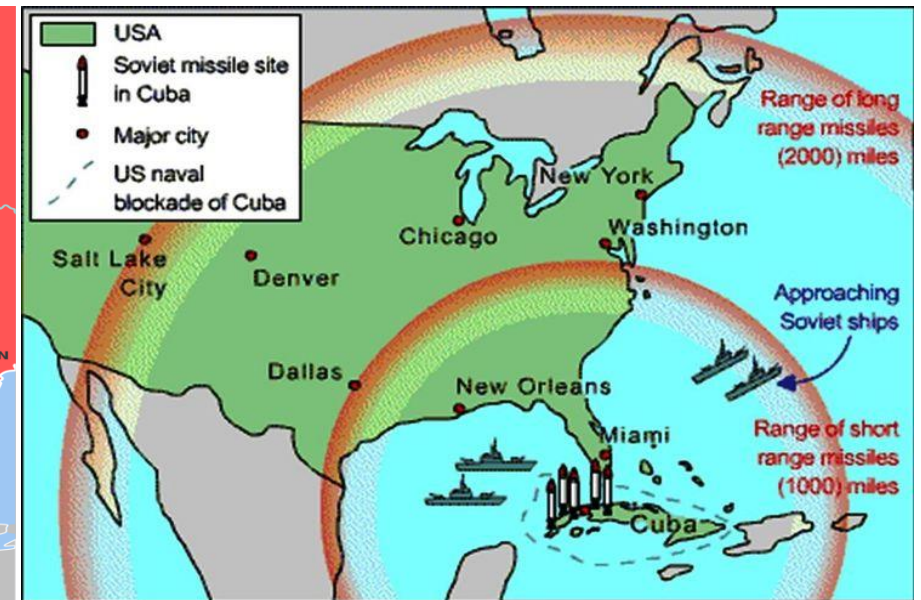 USA
Soviet missile site
in Cuba
Major city
US naval
blockade of Cuba
Range of long
range missiles
(2000) miles
New York
Chicago
Washington
Salt Lake
City
Denver
Approaching
Soviet ships
Dallas
New Orleans
Miami
Range of short
range missiles
(1000) miles
Cuba
N